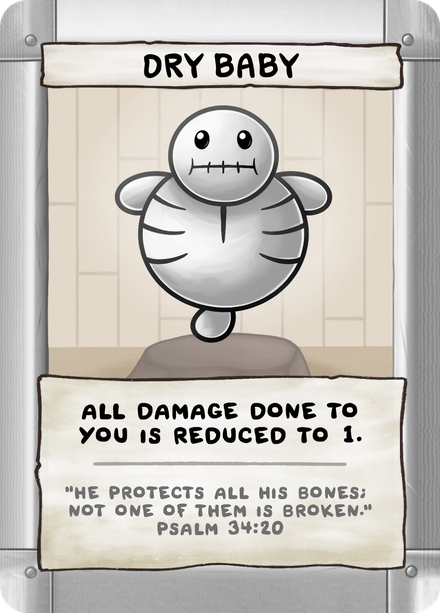 DRY BABY
ALL DAMAGE DONE TO
YOU IS REDUCED TO 1.
"HE PROTECTS ALL HIS BONES;
NOT ONE OF THEM IS BROKEN."
PSALM 34:20